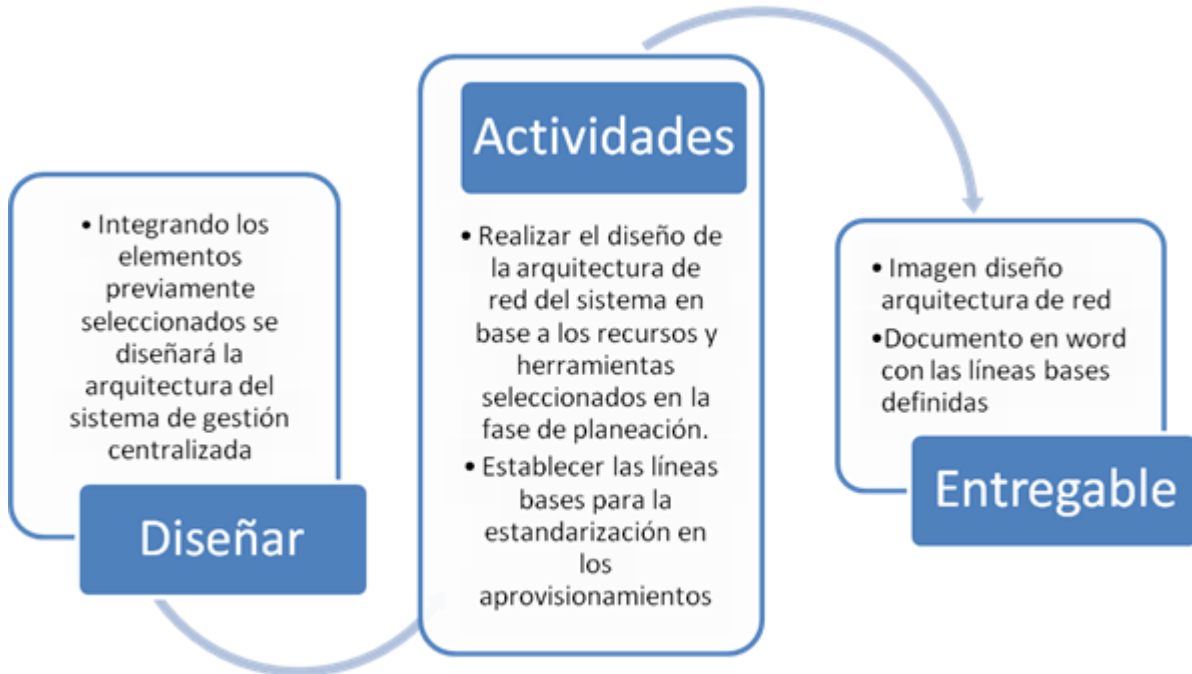 • Integrando los
elementos
previamente
seleccionados se
diseñará la
arquitectura del
sistema de gestión
centralizada
Diseñar
Actividades
• Realizar el diseño de
la arquitectura de
red del sistema en
base a los recursos y
herramientas
seleccionados en la
fase de planeación.
• Establecer las líneas
bases para la
estandarización en
los
aprovisionamientos
• Imagen diseño
arquitectura de red
•Documento en word
con las líneas bases
definidas
Entregable